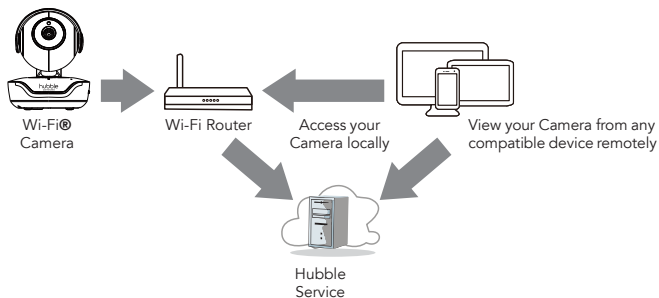 hubble
Wi-Fi® Camera
Wi-Fi Router
Access your
Camera locally
View your Camera from any
compatible device remotely
Hubble
Service